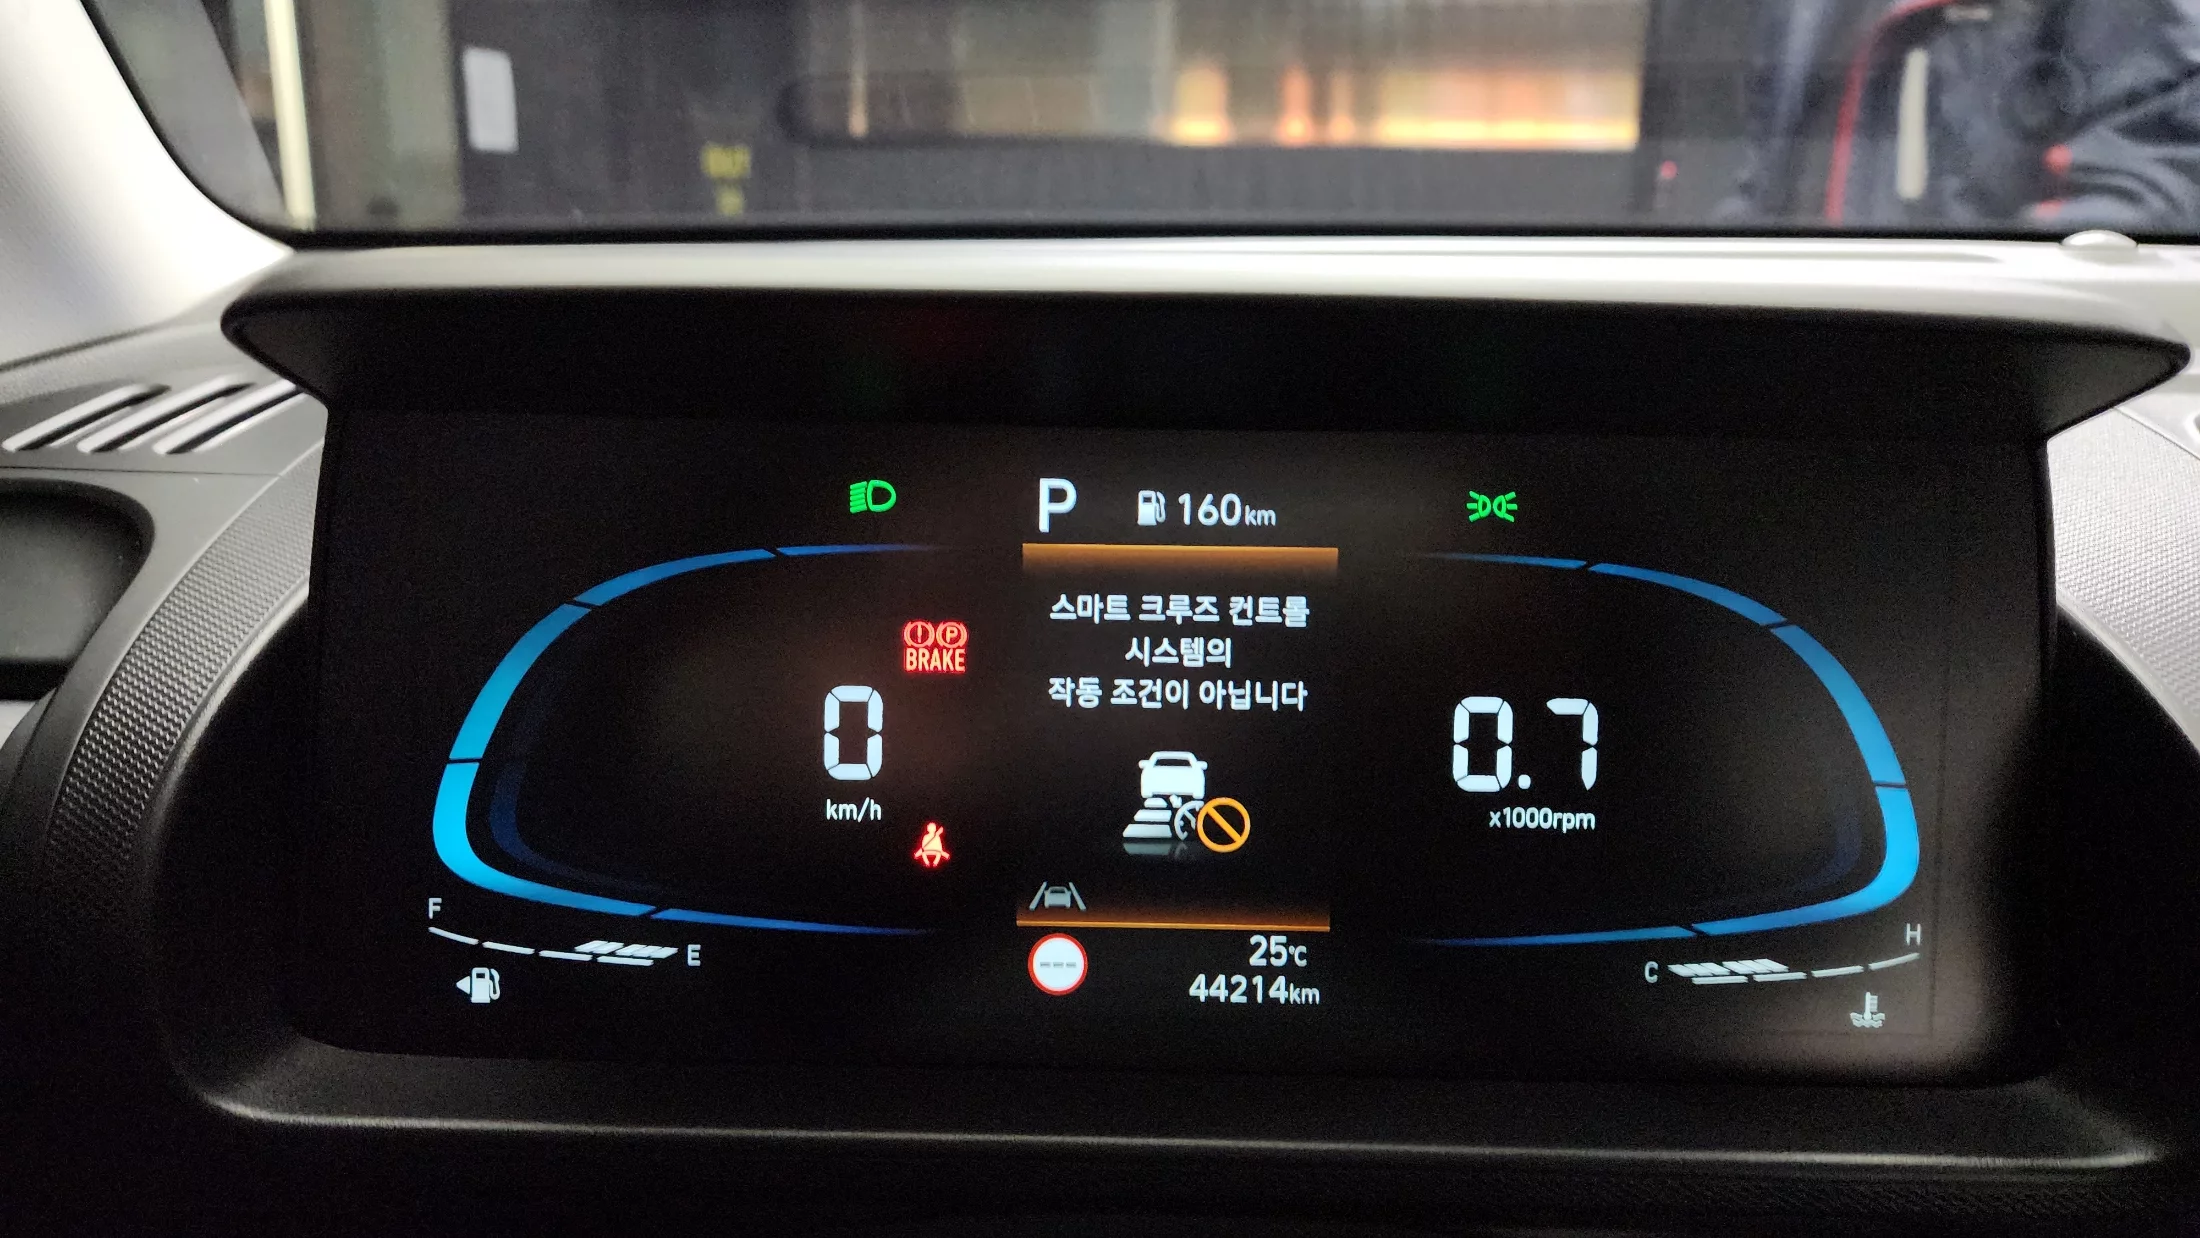 P 160km
스마트 크루즈 컨트롤
시스템의
작동 조건이 아닙니다
P
BRAKE
0
km/h
0.7
x1000rpm
F
E
---
25℃
44214km
C
H